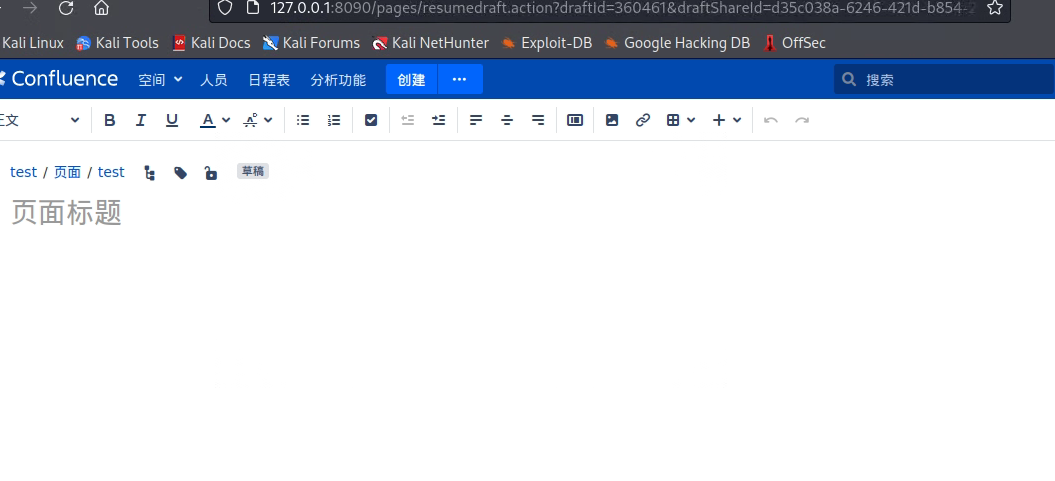 127.0.0.1:8090/pages/resumedraft.action?draftId=360461&draftShareId=d35c038a-6246-421d-b854-2
Kali Linux Kali Tools Kali Docs Kali Forums Kali NetHunter Exploit-DB Google Hacking DB OffSec
Confluence 空间 人员 日程表 分析功能 创建 ••• 搜索
正文 B I U A
test / 页面 / test 草稿
页面标题